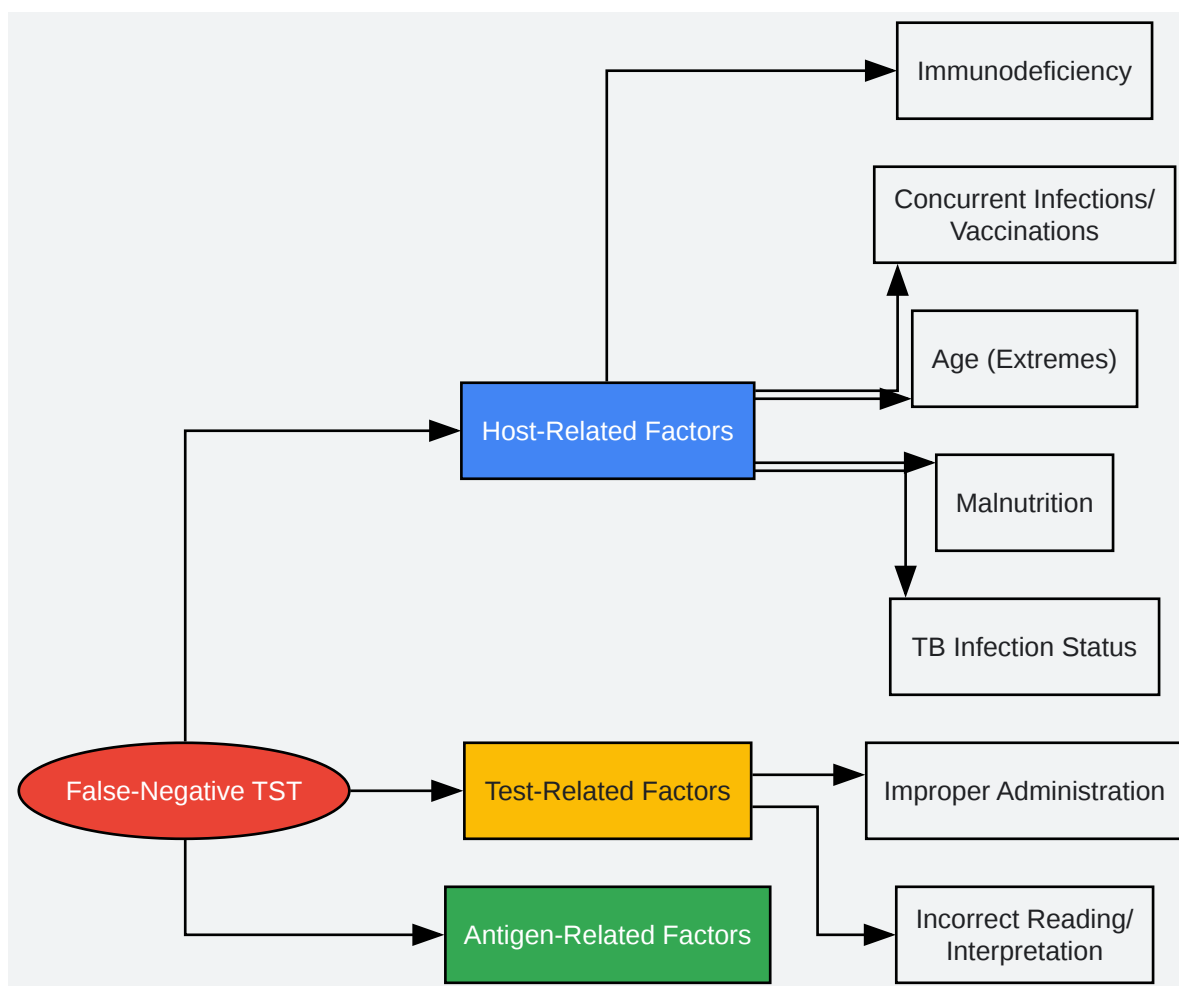 Immunodeficiency
Concurrent Infections/
Vaccinations
Age (Extremes)
Host-Related Factors
Malnutrition
TB Infection Status
False-Negative TST
Test-Related Factors
Improper Administration
Antigen-Related Factors
Incorrect Reading/
Interpretation